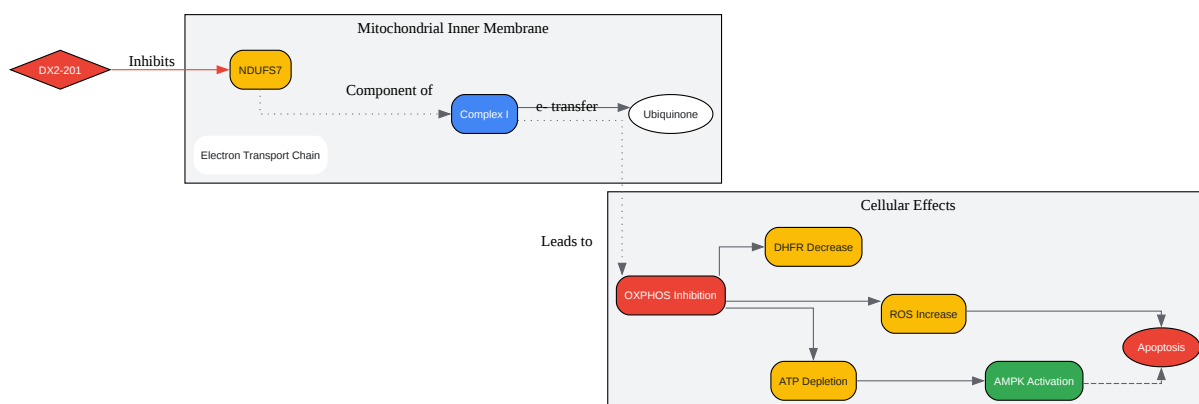 Mitochondrial Inner Membrane
DX2-201
Inhibits
NDUFS7
Component of
Complex I
e- transfer
Ubiquinone
Electron Transport Chain
Leads to
Cellular Effects
DHFR Decrease
OXPHOS Inhibition
ROS Increase
Apoptosis
ATP Depletion
AMPK Activation